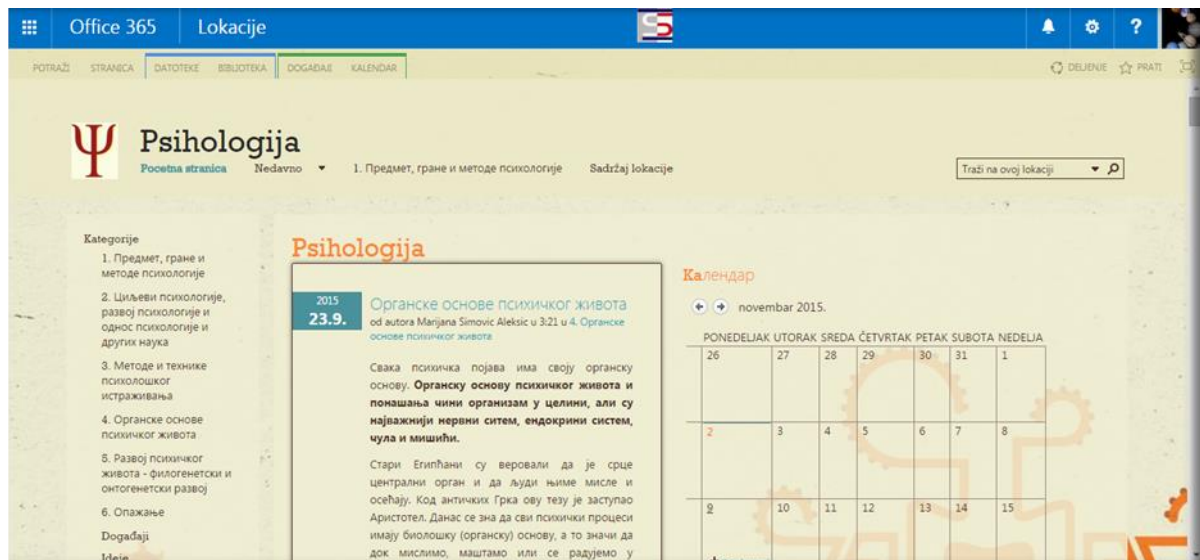 Office 365 Lokacije ?
POTRAŽI STRANICA DATOTEKE BIBLIOTEKA DOGAĐAJI KALENDAR DELJENJE PRATI
Ψ Psihologija
Pocetna stranica Nedavno 1. Предмет, гране и методе психологије Sadržaj lokacije
Traži na ovoj lokaciji
Kategorije
1. Предмет, гране и
методе психологије
2. Циљеви психологије,
развој психологије и
однос психологије и
других наука
3. Методе и технике
психолошког
истраживања
4. Органске основе
психичког живота
5. Развој психичког
живота - филогенетски и
онтогенетски развој
6. Опажање
Događaji
Ideje
Psihologija
2015
23.9.
Органске основе психичког живота
od autora Marijana Simovic Aleksic u 3:21 u 4. Органске
основе психичког живота
Свака психичка појава има своју органску
основу. Органску основу психичког живота и
понашања чини организам у целини, али су
најважнији нервни ситем, ендокрини систем,
чула и мишићи.
Стари Египћани су веровали да је срце
централни орган и да људи њиме мисле и
осећају. Код античких Грка ову тезу је заступао
Аристотел. Данас се зна да сви психички процеси
имају биолошку (органску) основу, а то значи да
док мислимо, маштамо или се радујемо у
Календар
novembar 2015.
PONEDELJAK UTORAK SREDA ČETVRTAK PETAK SUBOTA NEDELJA
26 27 28 29 30 31 1
2 3 4 5 6 7 8
9 10 11 12 13 14 15